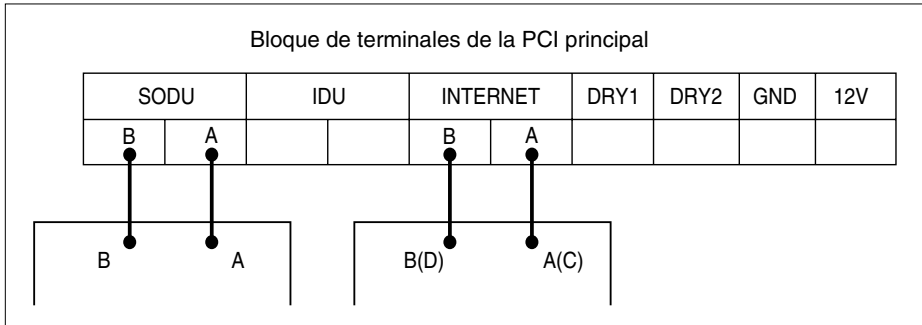 Bloque de terminales de la PCI principal
SODU IDU INTERNET DRY1 DRY2 GND 12V
B A B A
B A B(D) A(C)